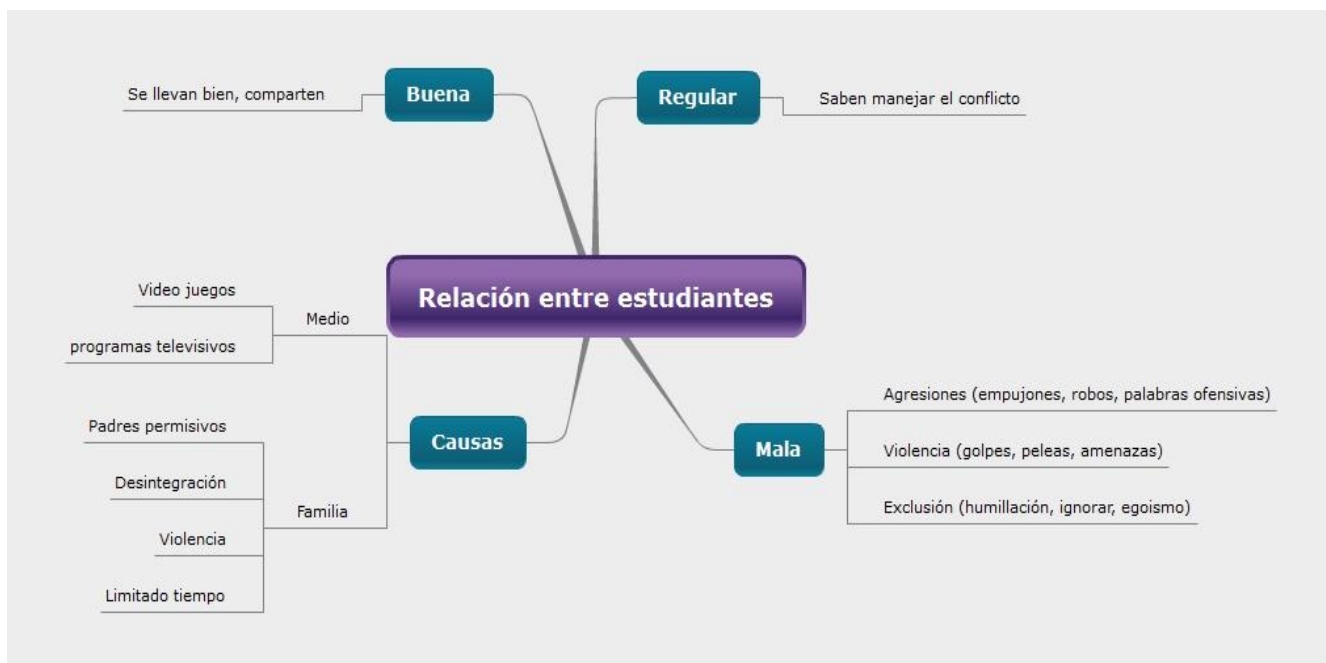 Se llevan bien, comparten
Buena
Regular
Saben manejar el conflicto
Relación entre estudiantes
Video juegos
programas televisivos
Medio
Padres permisivos
Desintegración
Violencia
Limitado tiempo
Familia
Causas
Mala
Agresiones (empujones, robos, palabras ofensivas)
Violencia (golpes, peleas, amenazas)
Exclusión (humillación, ignorar, egoismo)